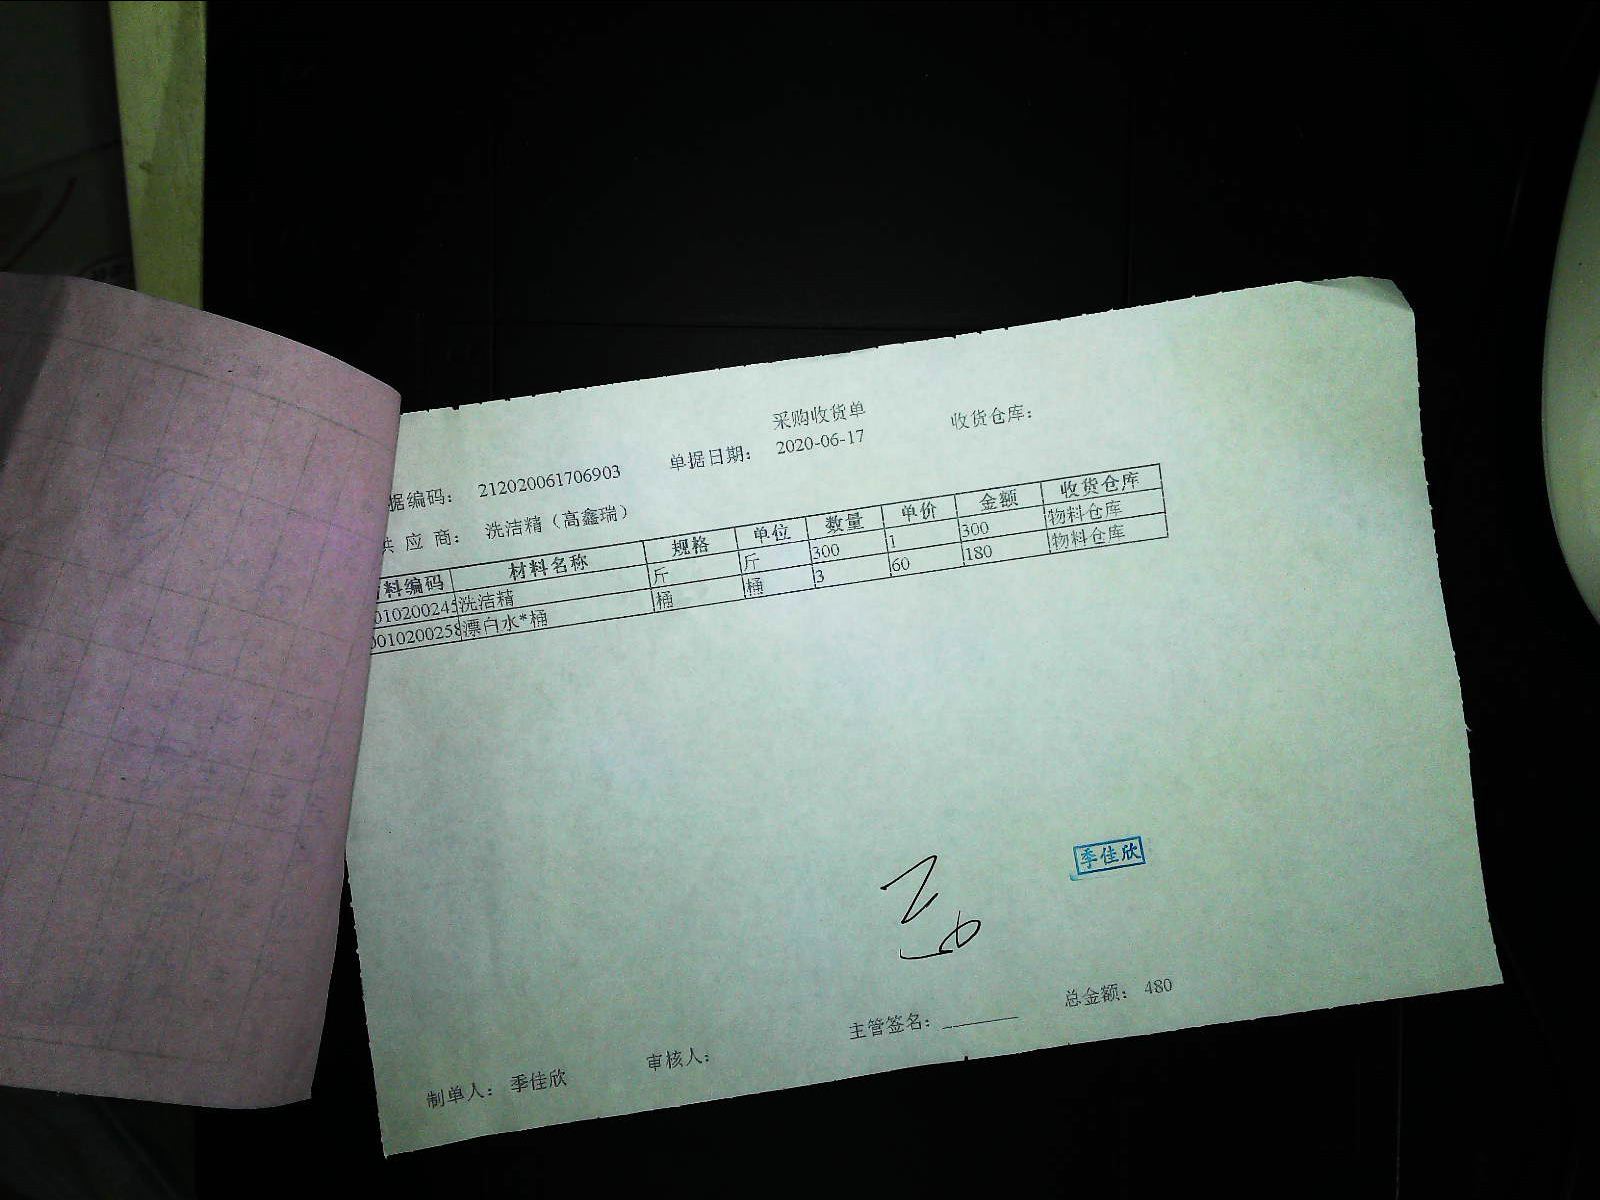 采购收货单
据编码： 212020061706903 单据日期： 2020-06-17 收货仓库：
供 应 商： 洗洁精（高鑫瑞）
料编码 材料名称 规格 单位 数量 单价 金额 收货仓库
010200245 洗洁精 斤 斤 300 1 300 物料仓库
0010200258 漂白水*桶 桶 桶 3 60 180 物料仓库
季佳欣
制单人： 季佳欣 审核人： 主管签名： 总金额： 480